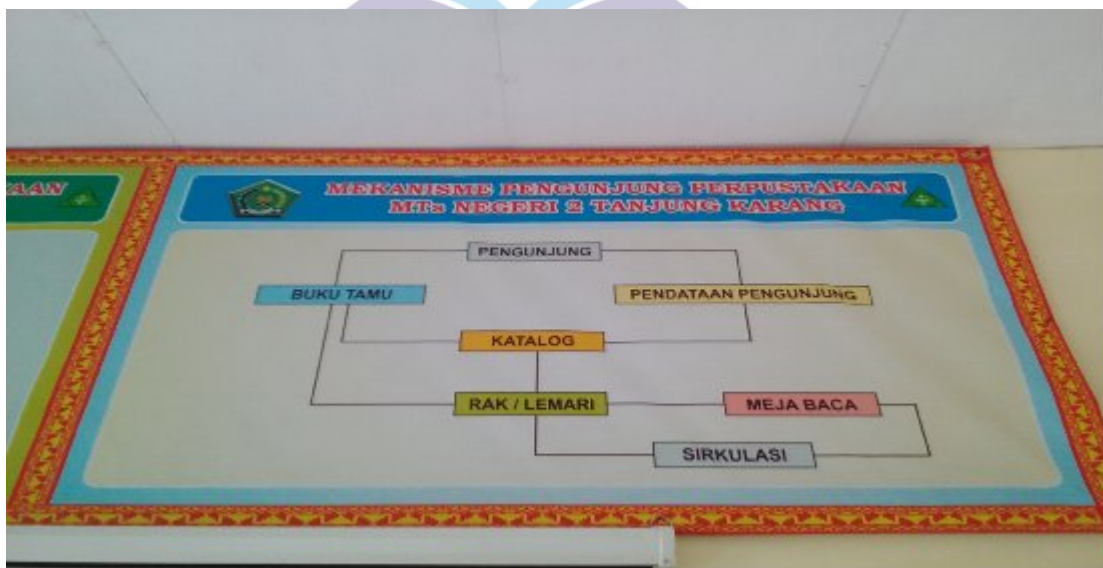 KAAN
MEKANISME PENGUNJUNG PERPUSTAKAAN
MTs NEGERI 2 TANJUNG KARANG
PENGUNJUNG
BUKU TAMU
PENDATAAN PENGUNJUNG
KATALOG
RAK / LEMARI
MEJA BACA
SIRKULASI